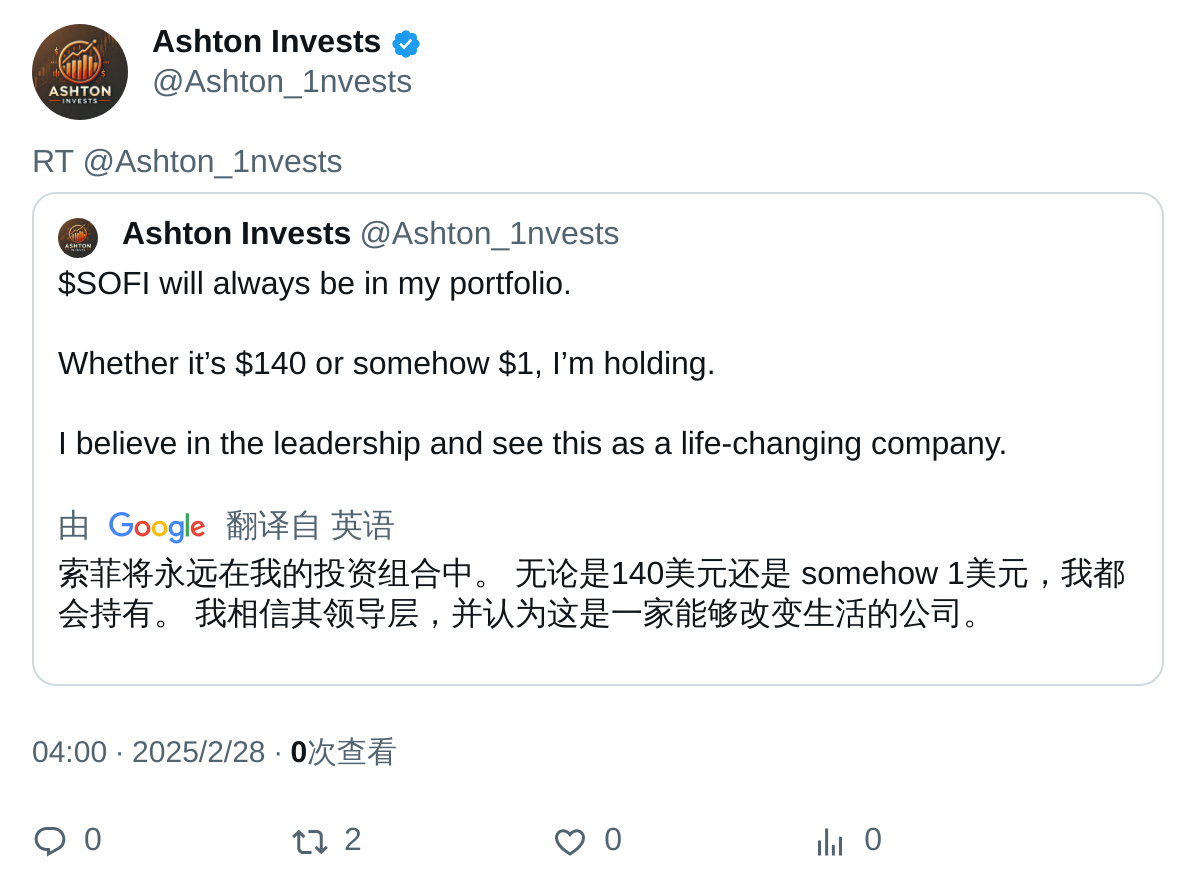 ASHTON
INVESTS
Ashton Invests
@Ashton_1nvests
RT @Ashton_1nvests
ASHTON
Ashton Invests @Ashton_1nvests
$SOFI will always be in my portfolio.
Whether it’s $140 or somehow $1, I’m holding.
I believe in the leadership and see this as a life-changing company.
由 Google 翻译自 英语
索菲将永远在我的投资组合中。 无论是140美元还是 somehow 1美元，我都
会持有。 我相信其领导层，并认为这是一家能够改变生活的公司。
04:00 · 2025/2/28 · 0次查看
0 2 0 0